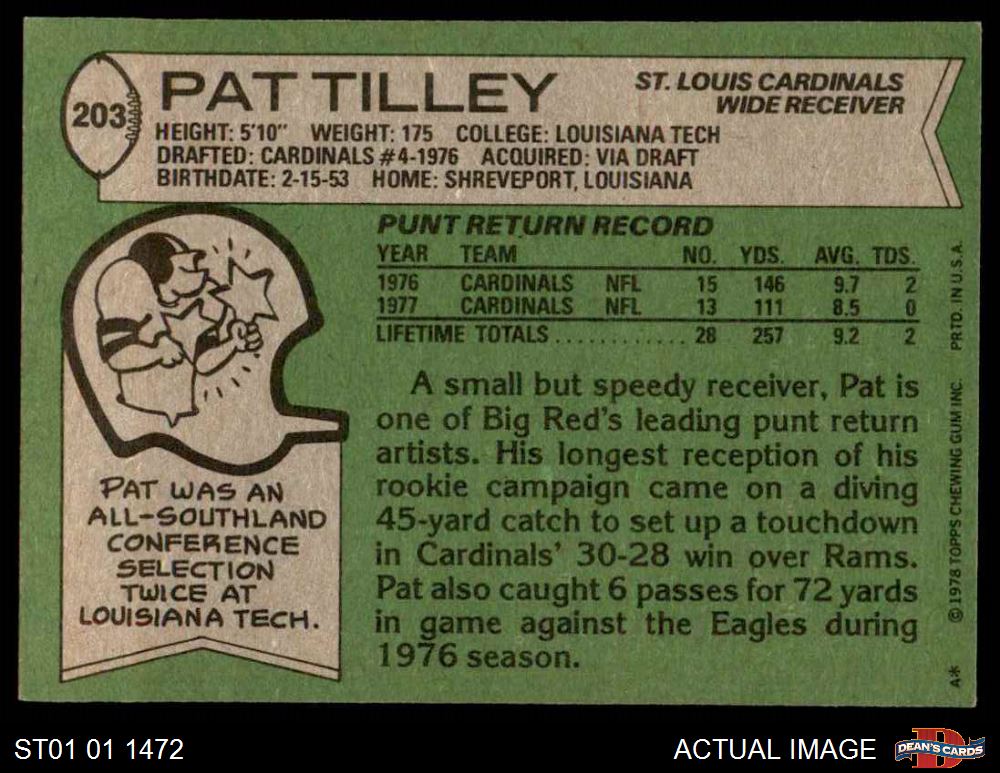 203
PAT TILLEY
ST. LOUIS CARDINALS
WIDE RECEIVER
HEIGHT: 5'10" WEIGHT: 175 COLLEGE: LOUISIANA TECH
DRAFTED: CARDINALS #4-1976 ACQUIRED: VIA DRAFT
BIRTHDATE: 2-15-53 HOME: SHREVEPORT, LOUISIANA
PUNT RETURN RECORD
YEAR TEAM NO. YDS. AVG. TDS.
1976 CARDINALS NFL 15 146 9.7 2
1977 CARDINALS NFL 13 111 8.5 0
LIFETIME TOTALS............ 28 257 9.2 2
A small but speedy receiver, Pat is
one of Big Red's leading punt return
artists. His longest reception of his
rookie campaign came on a diving
45-yard catch to set up a touchdown
in Cardinals' 30-28 win over Rams.
Pat also caught 6 passes for 72 yards
in game against the Eagles during
1976 season.
PAT WAS AN
ALL-SOUTHLAND
CONFERENCE
SELECTION
TWICE AT
LOUISIANA TECH.
A* © 1978 TOPPS CHEWING GUM INC. PRTD. IN U.S.A.
ST01 01 1472
ACTUAL IMAGE
D
DEAN'S CARDS